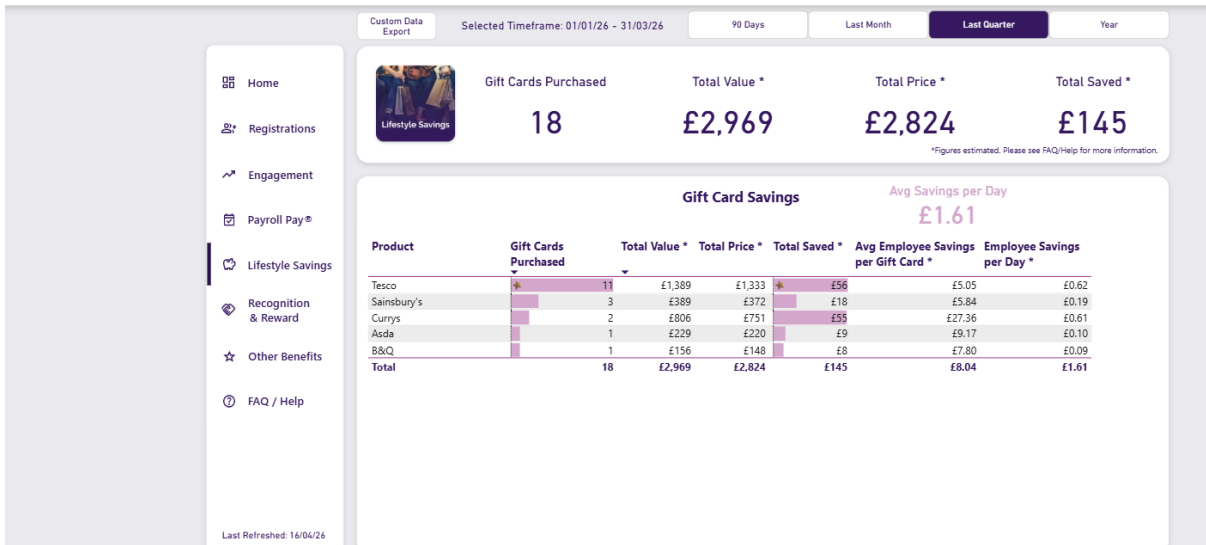 Custom Data Export
Selected Timeframe: 01/01/26 - 31/03/26
90 Days
Last Month
Last Quarter
Year
Home
Registrations
Engagement
Payroll Pay®
Lifestyle Savings
Recognition
& Reward
Other Benefits
FAQ / Help
Last Refreshed: 16/04/26
Lifestyle Savings
Gift Cards Purchased Total Value * Total Price * Total Saved *
18 £2,969 £2,824 £145
*Figures estimated. Please see FAQ/Help for more information.
Gift Card Savings
Avg Savings per Day
£1.61
Product Gift Cards Purchased Total Value * Total Price * Total Saved * Avg Employee Savings per Gift Card * Employee Savings per Day *
Tesco 11 £1,389 £1,333 £56 £5.05 £0.62
Sainsbury's 3 £389 £372 £18 £5.84 £0.19
Currys 2 £806 £751 £55 £27.36 £0.61
Asda 1 £229 £220 £9 £9.17 £0.10
B&Q 1 £156 £148 £8 £7.80 £0.09
Total 18 £2,969 £2,824 £145 £8.04 £1.61